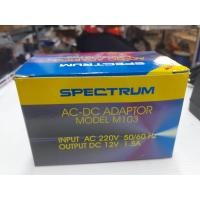 SPECTRUM
SPECTRUM
AC-DC ADAPTOR
MODEL M103
INPUT AC 220V 50/60 Hz
OUTPUT DC 12V 1.5A